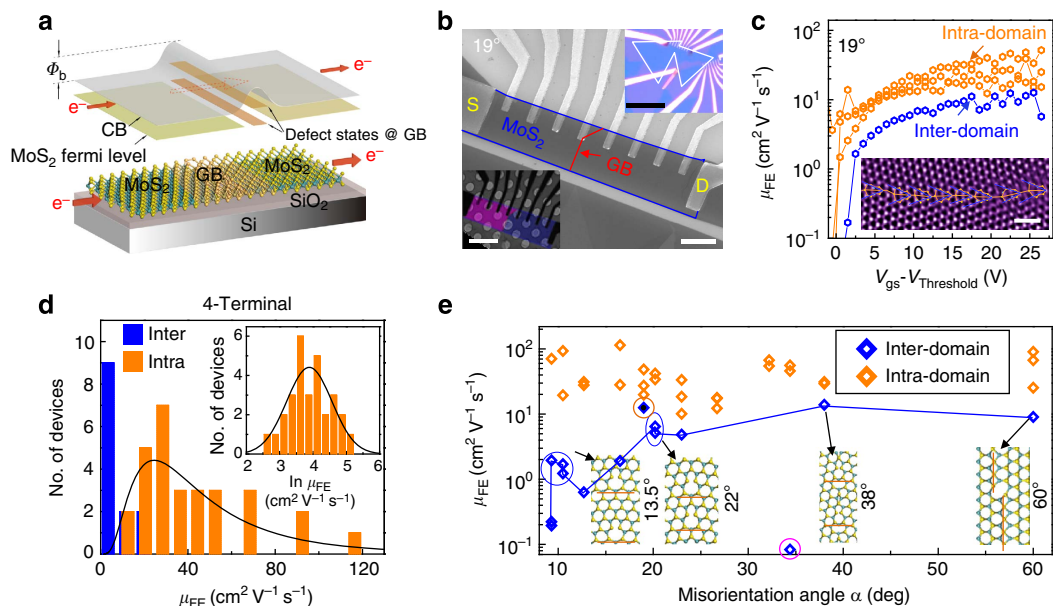 a
Φb
e⁻
e⁻
CB
MoS2 fermi level
Defect states @ GB
MoS2
GB
MoS2
e⁻
e⁻
SiO2
Si
b
19°
S
MoS2
GB
D
c
19°
Intra-domain
Inter-domain
μFE (cm² V⁻¹ s⁻¹)
10²
10¹
10⁰
10⁻¹
0 5 10 15 20 25
Vgs-VThreshold (V)
d
4-Terminal
Inter
Intra
No. of devices
10
8
6
4
2
0
0 40 80 120
μFE (cm² V⁻¹ s⁻¹)
No. of devices
6
4
2
0
2 3 4 5 6
ln μFE
(cm² V⁻¹ s⁻¹)
e
Inter-domain
Intra-domain
μFE (cm² V⁻¹ s⁻¹)
10²
10¹
10⁰
10⁻¹
13.5°
22°
38°
60°
10 20 30 40 50 60
Misorientation angle α (deg)